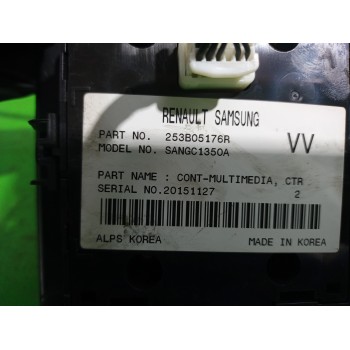 RENAULT SAMSUNG
PART NO. 253B05176R VV
MODEL NO. SANGC1350A
PART NAME : CONT-MULTIMEDIA, CTR
SERIAL NO.20151127 2
ALPS KOREA MADE IN KOREA